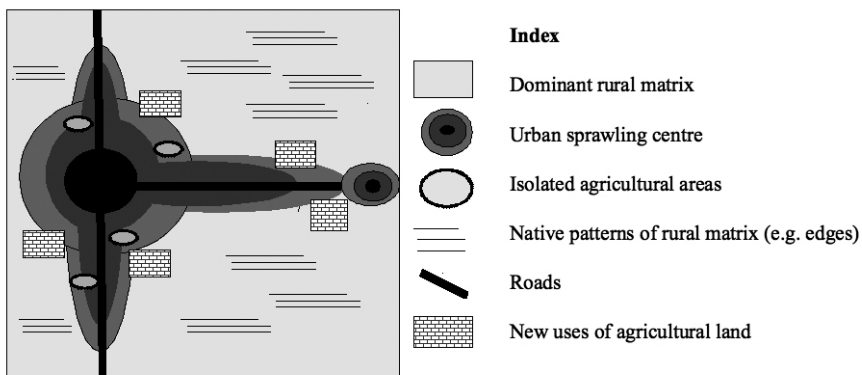 Index
Dominant rural matrix
Urban sprawling centre
Isolated agricultural areas
Native patterns of rural matrix (e.g. edges)
Roads
New uses of agricultural land